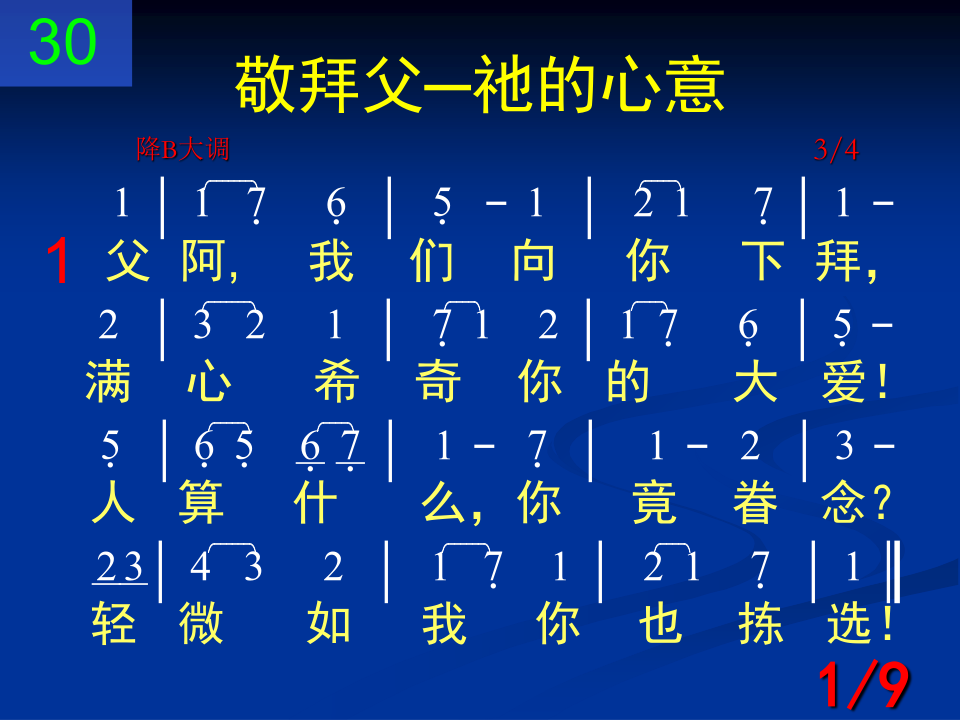 30
敬拜父─祂的心意
降B大调 3/4
1 | 1 7̣ 6̣ | 5̣ - 1 | 2 1 7̣ | 1 -
1 父 阿, 我 们 向 你 下 拜，
2 | 3 2 1 | 7̣ 1 2 | 1 7̣ 6̣ | 5̣ -
满 心 希 奇 你 的 大 爱！
5̣ | 6̣ 5̣ 6̣ 7̣ | 1 - 7̣ | 1 - 2 | 3 -
人 算 什 么，你 竟 眷 念？
2 3 | 4 3 2 | 1 7̣ 1 | 2 1 7̣ | 1 ‖
轻 微 如 我 你 也 拣 选！
1/9